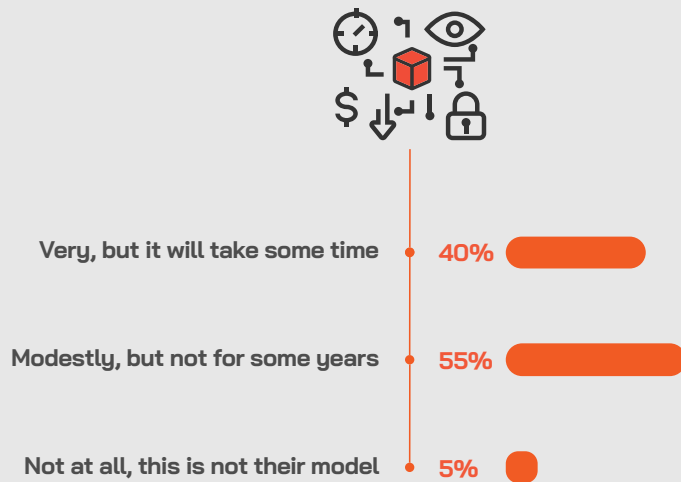 $
Very, but it will take some time 40%
Modestly, but not for some years 55%
Not at all, this is not their model 5%